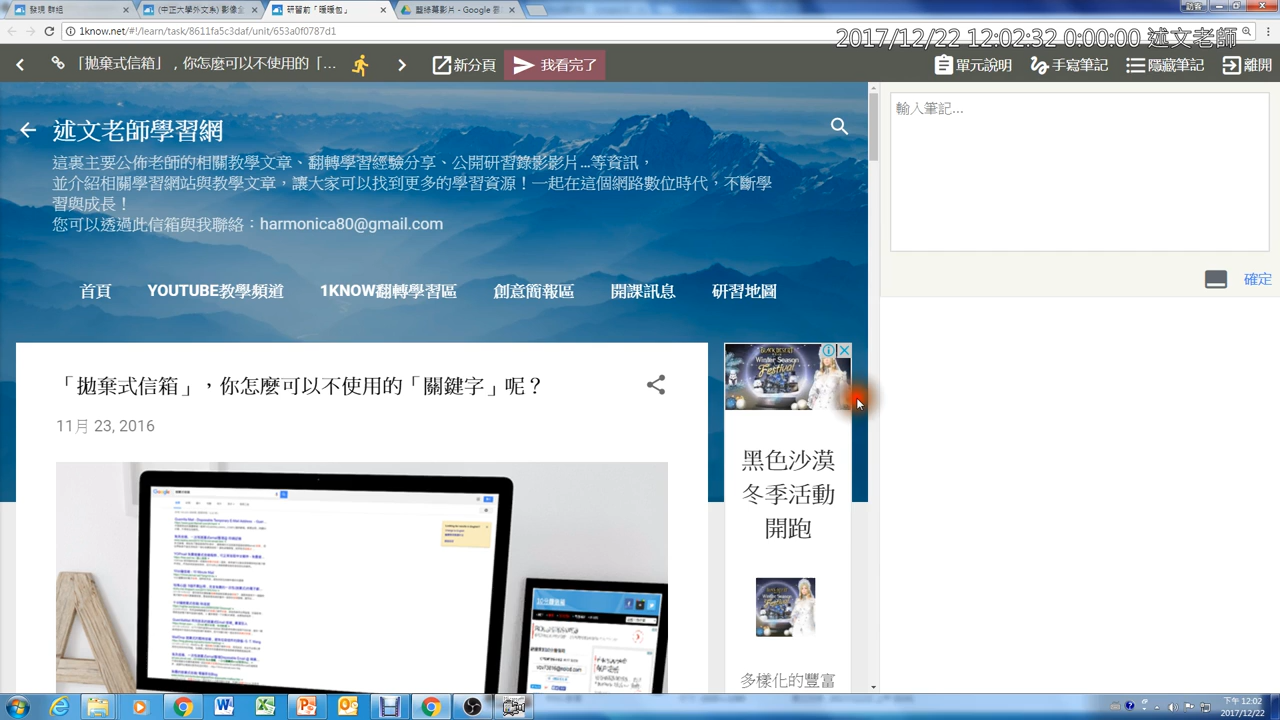 發現 群組
(中正大學外文系) 影像全
研習前「暖暖包」
藍綠幕影片 - Google 雲
訪客
1know.net/#!/learn/task/8611fa5c3daf/unit/653a0f0787d1
2017/12/22 12:02:32 0:00:00 述文老師
「拋棄式信箱」，你怎麼可以不使用的「...
新分頁
我看完了
單元說明
手寫筆記
隱藏筆記
離開
述文老師學習網
這裏主要公佈老師的相關教學文章、翻轉學習經驗分享、公開研習錄影影片...等資訊，
並介紹相關學習網站與教學文章，讓大家可以找到更多的學習資源！一起在這個網路數位時代，不斷學
習與成長！
您可以透過此信箱與我聯絡：harmonica80@gmail.com
首頁
YOUTUBE教學頻道
1KNOW翻轉學習區
創意簡報區
開課訊息
研習地圖
輸入筆記...
確定
「拋棄式信箱」，你怎麼可以不使用的「關鍵字」呢？
11月 23, 2016
Winter Season
Festival
黑色沙漠
冬季活動
開跑
Winter Season
Festival
多樣化的豐富
Google
下午 12:02
2017/12/22